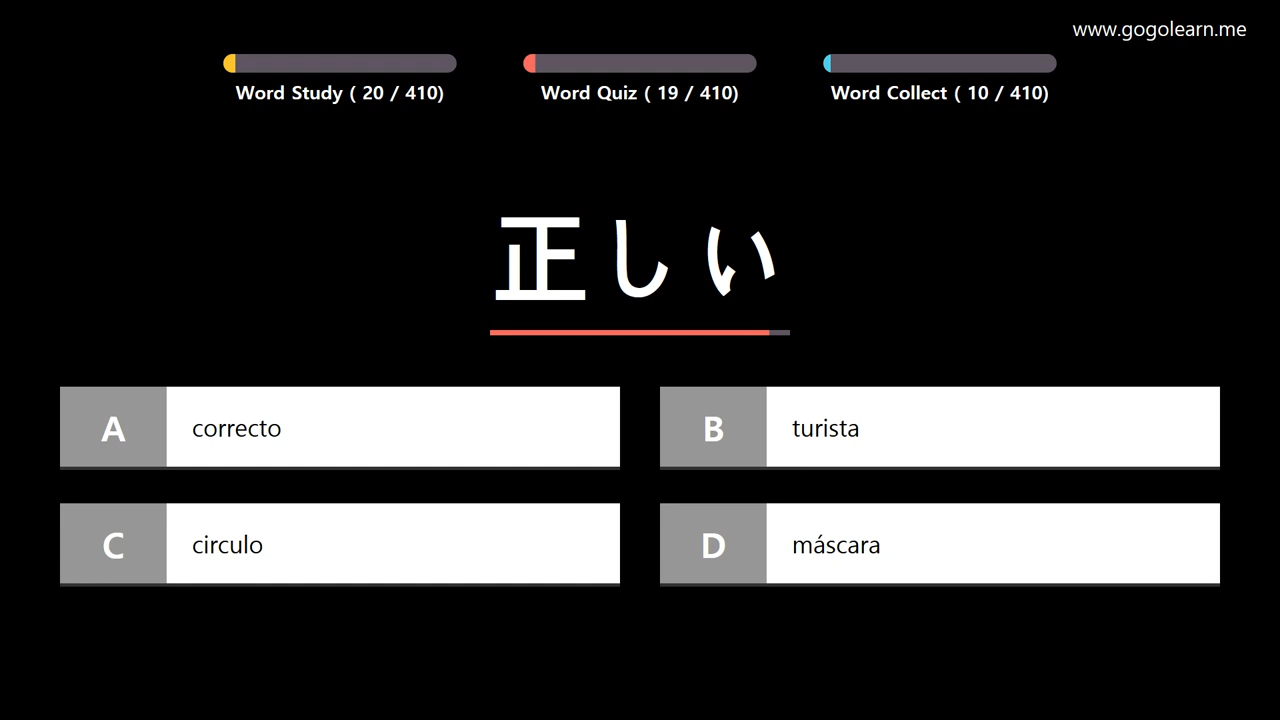 www.gogolearn.me
Word Study ( 20 / 410)
Word Quiz ( 19 / 410)
Word Collect ( 10 / 410)
正しい
A correcto
B turista
C circulo
D máscara